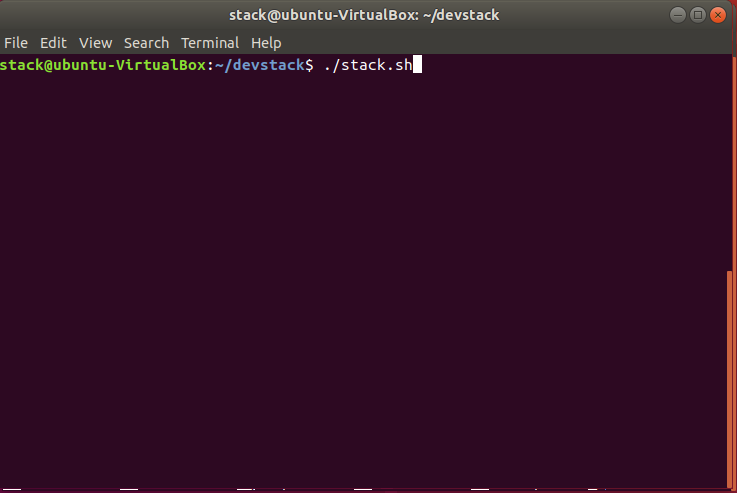 stack@ubuntu-VirtualBox: ~/devstack
File Edit View Search Terminal Help
stack@ubuntu-VirtualBox:~/devstack$ ./stack.sh